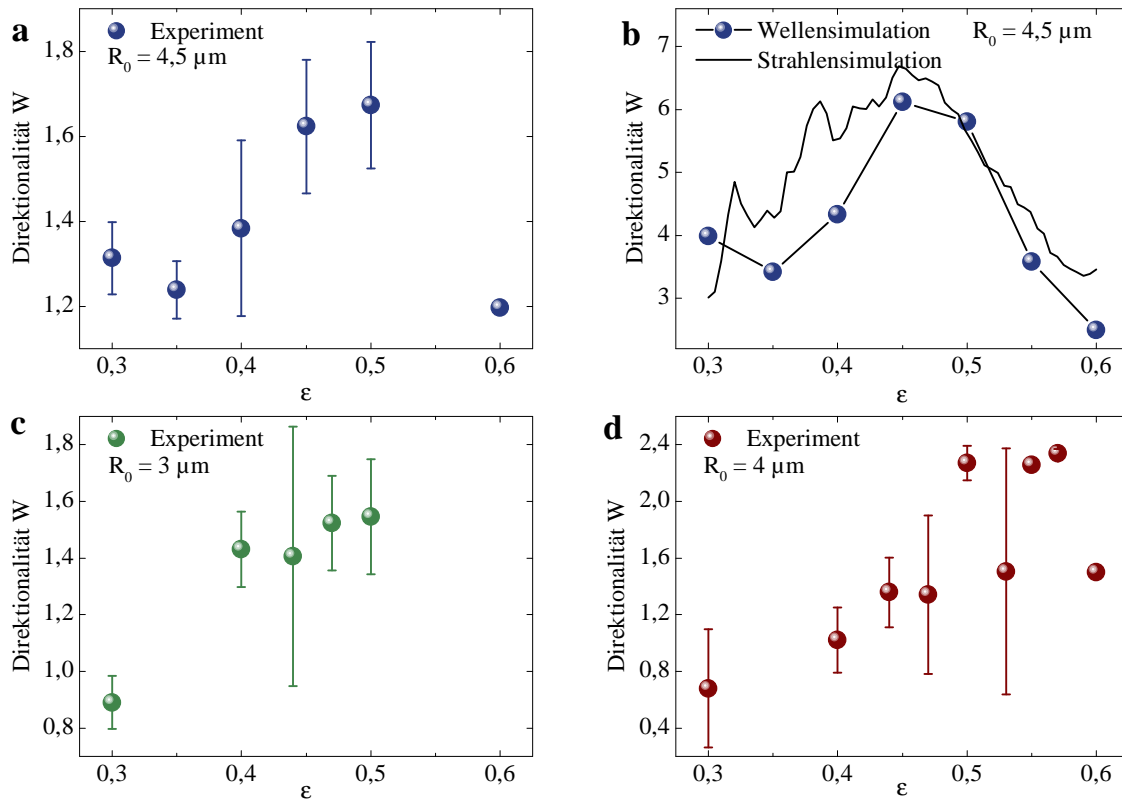 a
Experiment
R0 = 4,5 µm
Direktionalität W
1,8
1,6
1,4
1,2
0,3 0,4 0,5 0,6
ε
b
Wellensimulation R0 = 4,5 µm
Strahlensimulation
Direktionalität W
7
6
5
4
3
0,3 0,4 0,5 0,6
ε
c
Experiment
R0 = 3 µm
Direktionalität W
1,8
1,6
1,4
1,2
1,0
0,8
0,3 0,4 0,5 0,6
ε
d
Experiment
R0 = 4 µm
Direktionalität W
2,4
2,0
1,6
1,2
0,8
0,4
0,3 0,4 0,5 0,6
ε